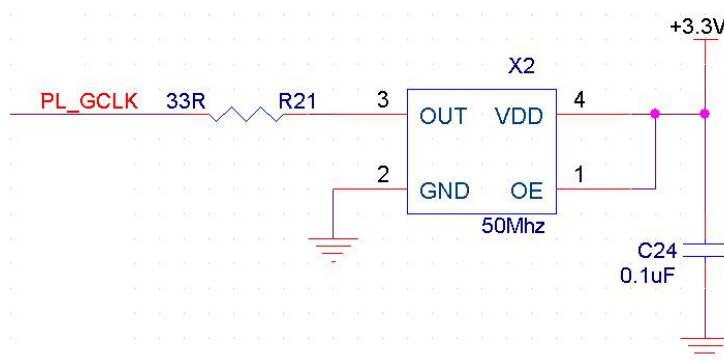 +3.3V
X2
PL_GCLK 33R R21 3 OUT VDD 4
2 GND OE 1
50Mhz
C24
0.1uF